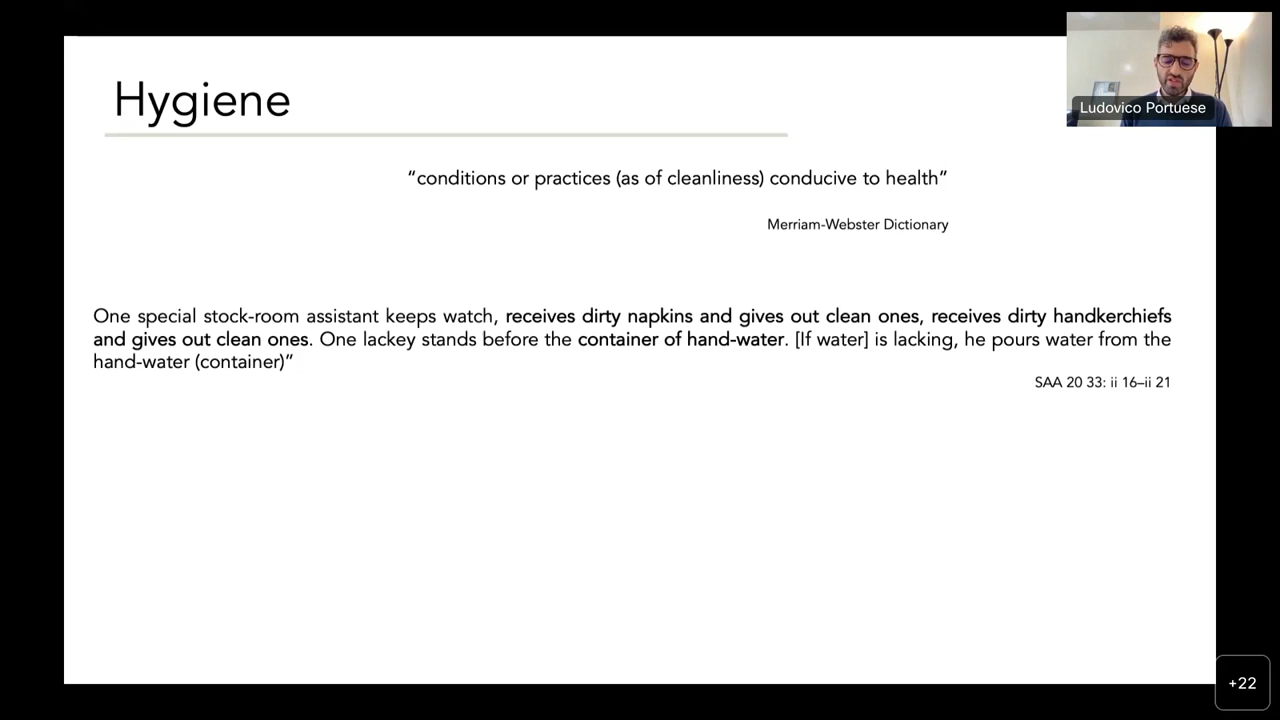 Hygiene
Ludovico Portuese
“conditions or practices (as of cleanliness) conducive to health”
Merriam-Webster Dictionary
One special stock-room assistant keeps watch, receives dirty napkins and gives out clean ones, receives dirty handkerchiefs
and gives out clean ones. One lackey stands before the container of hand-water. [If water] is lacking, he pours water from the
hand-water (container)”
SAA 20 33: ii 16–ii 21
+22